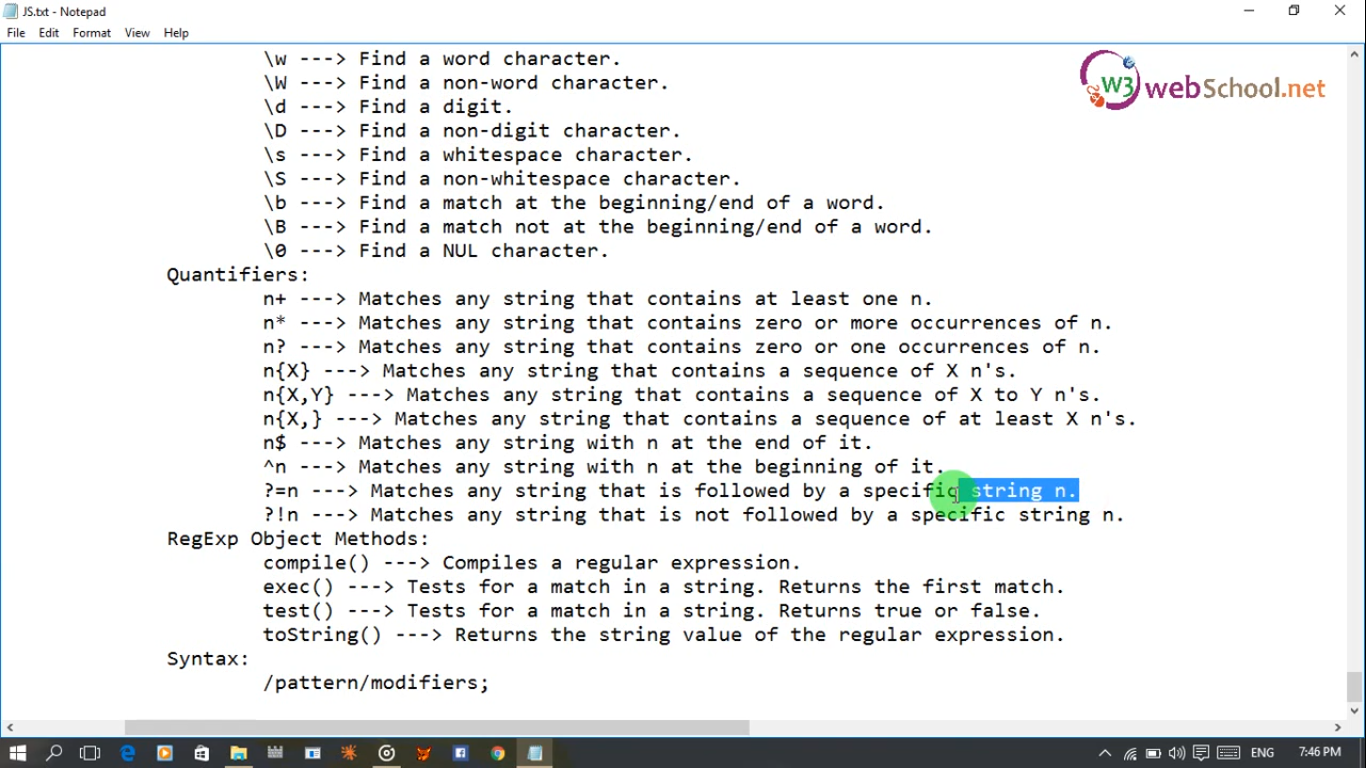 JS.txt - Notepad
File Edit Format View Help
\w ---> Find a word character.
\W ---> Find a non-word character.
\d ---> Find a digit.
\D ---> Find a non-digit character.
\s ---> Find a whitespace character.
\S ---> Find a non-whitespace character.
\b ---> Find a match at the beginning/end of a word.
\B ---> Find a match not at the beginning/end of a word.
\0 ---> Find a NUL character.
Quantifiers:
n+ ---> Matches any string that contains at least one n.
n* ---> Matches any string that contains zero or more occurrences of n.
n? ---> Matches any string that contains zero or one occurrences of n.
n{X} ---> Matches any string that contains a sequence of X n's.
n{X,Y} ---> Matches any string that contains a sequence of X to Y n's.
n{X,} ---> Matches any string that contains a sequence of at least X n's.
n$ ---> Matches any string with n at the end of it.
^n ---> Matches any string with n at the beginning of it.
?=n ---> Matches any string that is followed by a specific string n.
?!n ---> Matches any string that is not followed by a specific string n.
RegExp Object Methods:
compile() ---> Compiles a regular expression.
exec() ---> Tests for a match in a string. Returns the first match.
test() ---> Tests for a match in a string. Returns true or false.
toString() ---> Returns the string value of the regular expression.
Syntax:
/pattern/modifiers;
W3 webSchool.net
ENG 7:46 PM